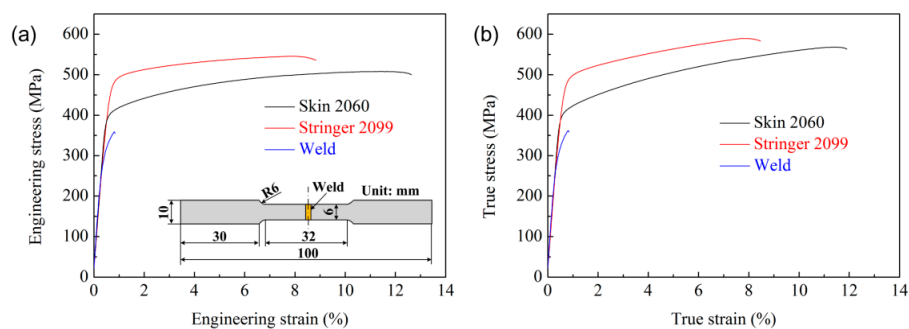 (a)
Engineering stress (MPa)
600
500
400
300
200
100
0
Skin 2060
Stringer 2099
Weld
R6
Weld
Unit: mm
10
6
30
32
100
0 2 4 6 8 10 12 14
Engineering strain (%)
(b)
True stress (MPa)
600
500
400
300
200
100
0
Skin 2060
Stringer 2099
Weld
0 2 4 6 8 10 12 14
True strain (%)